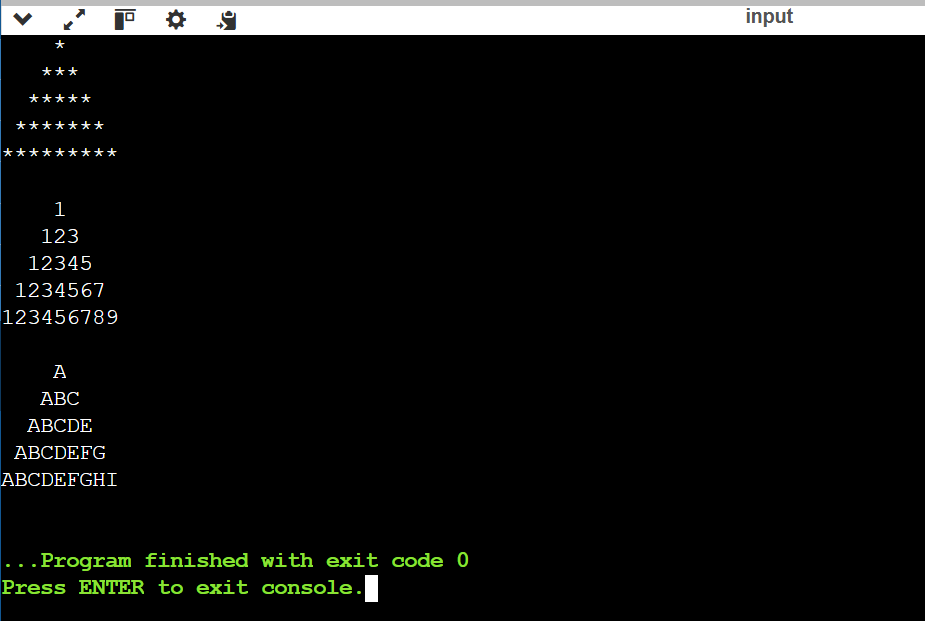 input
    *
   ***
  *****
 *******
*********

    1
   123
  12345
 1234567
123456789

    A
   ABC
  ABCDE
 ABCDEFG
ABCDEFGHI

...Program finished with exit code 0
Press ENTER to exit console.